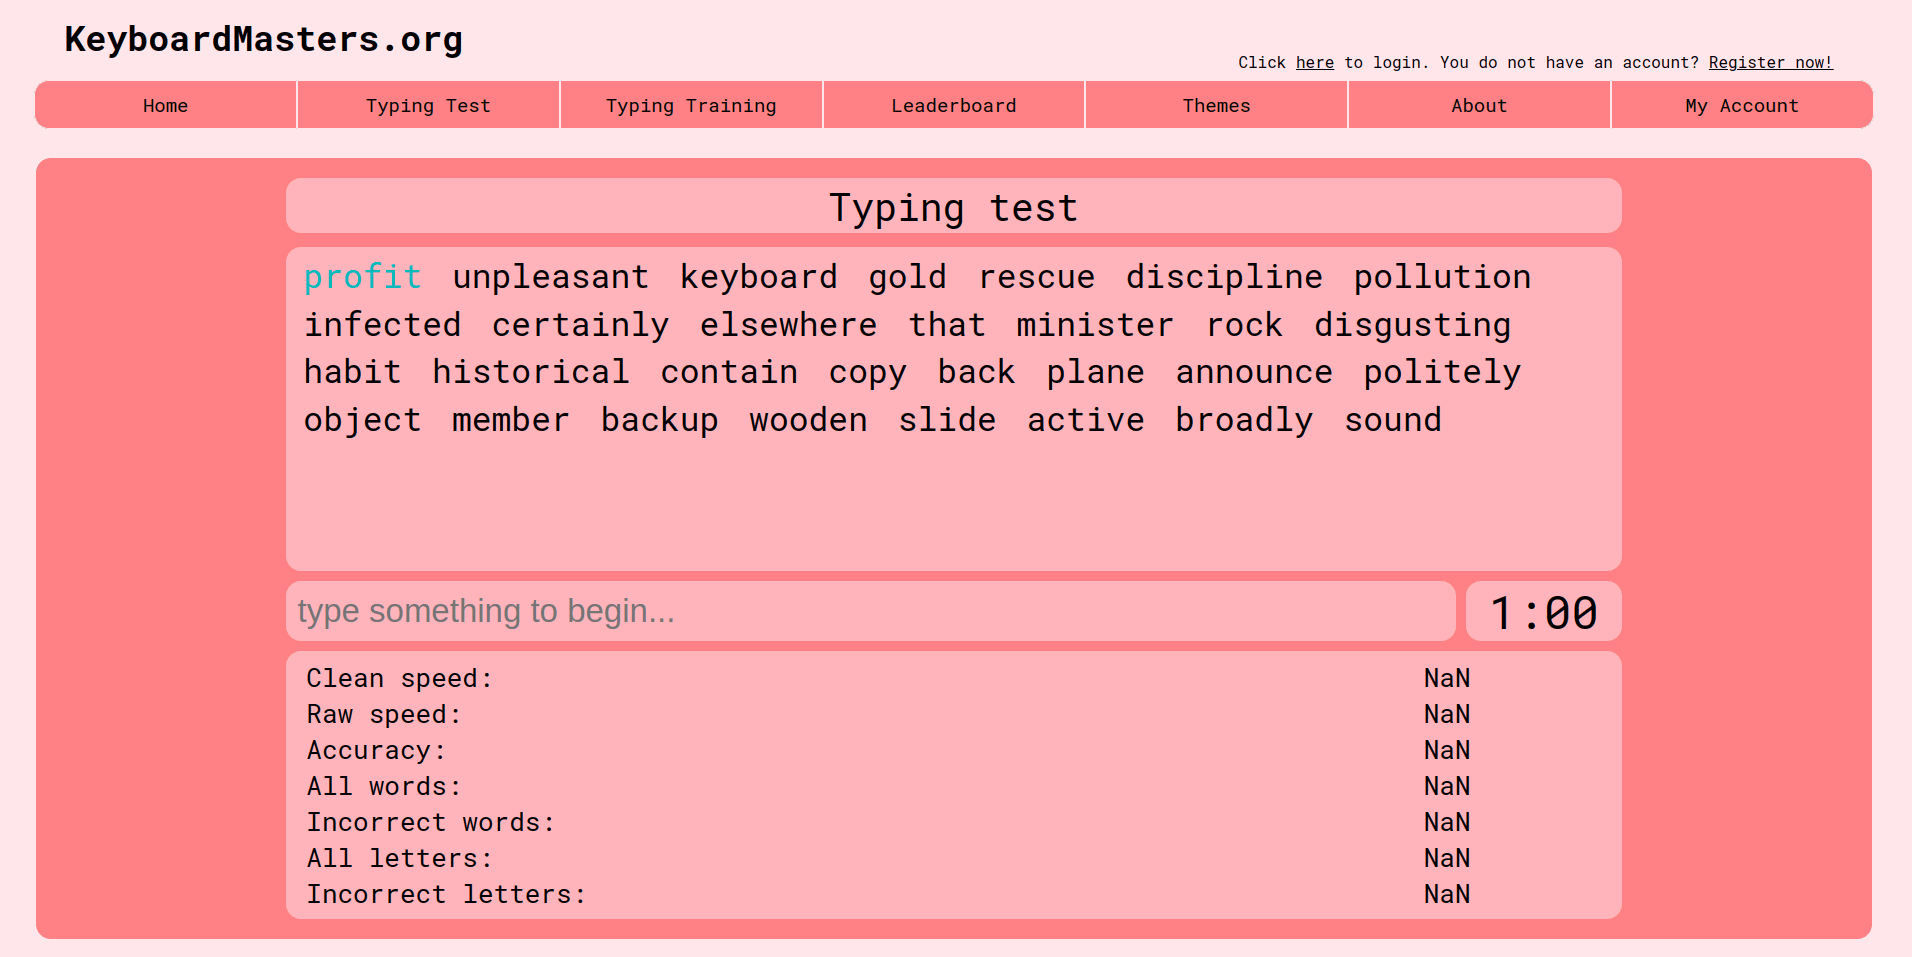 KeyboardMasters.org
Click here to login. You do not have an account? Register now!
Home Typing Test Typing Training Leaderboard Themes About My Account
Typing test
profit unpleasant keyboard gold rescue discipline pollution
infected certainly elsewhere that minister rock disgusting
habit historical contain copy back plane announce politely
object member backup wooden slide active broadly sound
type something to begin... 1:00
Clean speed: NaN
Raw speed: NaN
Accuracy: NaN
All words: NaN
Incorrect words: NaN
All letters: NaN
Incorrect letters: NaN